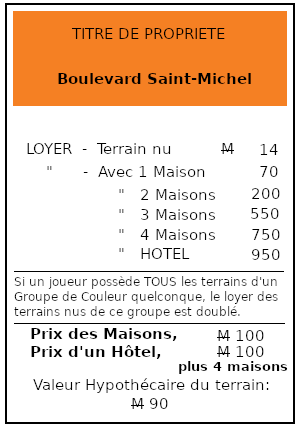 TITRE DE PROPRIETE
Boulevard Saint-Michel
LOYER - Terrain nu M 14
" - Avec 1 Maison 70
" 2 Maisons 200
" 3 Maisons 550
" 4 Maisons 750
" HOTEL 950
Si un joueur possède TOUS les terrains d'un
Groupe de Couleur quelconque, le loyer des
terrains nus de ce groupe est doublé.
Prix des Maisons, M 100
Prix d'un Hôtel, M 100
plus 4 maisons
Valeur Hypothécaire du terrain:
M 90